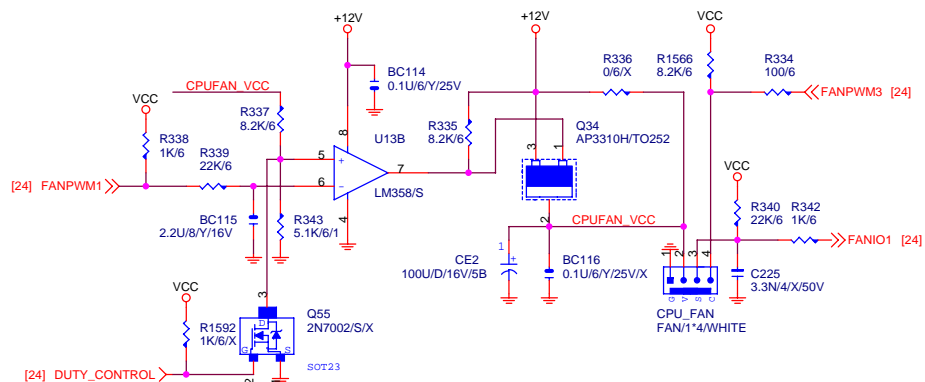 +12V
+12V
VCC
BC114
0.1U/6/Y/25V
R336
0/6/X
R1566
8.2K/6
R334
100/6
FANPWM3 [24]
CPUFAN_VCC
VCC
R337
8.2K/6
R338
1K/6
R339
22K/6
8
U13B
5
+
7
6
-
LM358/S
4
R335
8.2K/6
Q34
AP3310H/TO252
3
1
2
[24] FANPWM1
BC115
2.2U/8/Y/16V
R343
5.1K/6/1
CPUFAN_VCC
VCC
R340
22K/6
R342
1K/6
FANIO1 [24]
1
+
CE2
100U/D/16V/5B
BC116
0.1U/6/Y/25V/X
1
2
3
4
G
V
S
C
CPU_FAN
FAN/1*4/WHITE
C225
3.3N/4/X/50V
VCC
R1592
1K/6/X
3
Q55
2N7002/S/X
D
G
S
SOT23
[24] DUTY_CONTROL